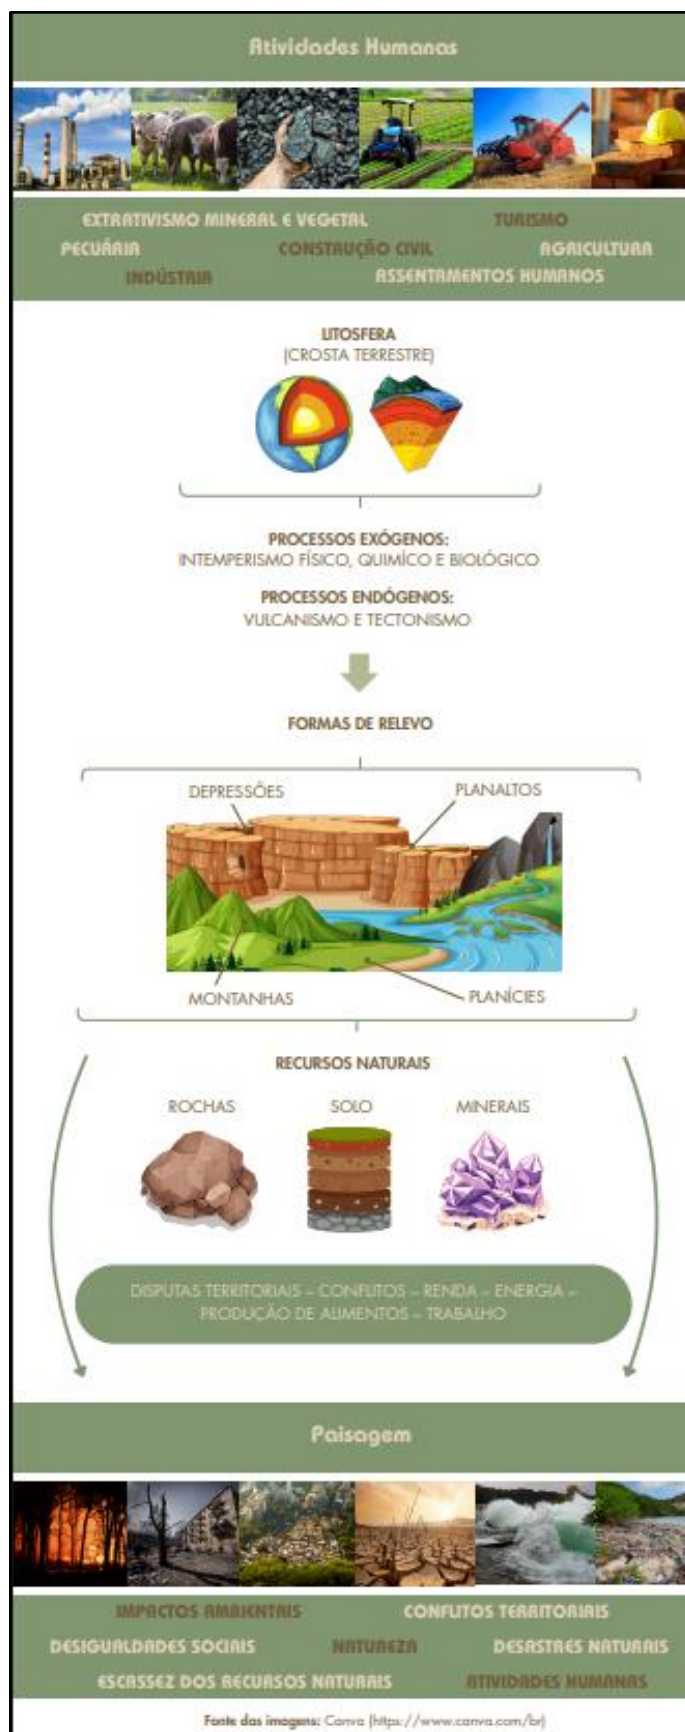 Atividades Humanas
EXTRATIVISMO MINERAL E VEGETAL TURISMO
PECUÁRIA CONSTRUÇÃO CIVIL AGRICULTURA
INDÚSTRIA ASSENTAMENTOS HUMANOS
LITOSFERA
(CROSTA TERRESTRE)
PROCESSOS EXÓGENOS:
INTEMPERISMO FÍSICO, QUIMÍCO E BIOLÓGICO
PROCESSOS ENDÓGENOS:
VULCANISMO E TECTONISMO
FORMAS DE RELEVO
DEPRESSÕES PLANALTOS
MONTANHAS PLANÍCIES
RECURSOS NATURAIS
ROCHAS SOLO MINERAIS
DISPUTAS TERRITORIAIS – CONFLITOS – RENDA – ENERGIA –
PRODUÇÃO DE ALIMENTOS – TRABALHO
Paisagem
IMPACTOS AMBIENTAIS CONFLITOS TERRITORIAIS
DESIGUALDADES SOCIAIS NATUREZA DESASTRES NATURAIS
ESCASSEZ DOS RECURSOS NATURAIS ATIVIDADES HUMANAS
Fonte das imagens: Canva (https://www.canva.com/br)